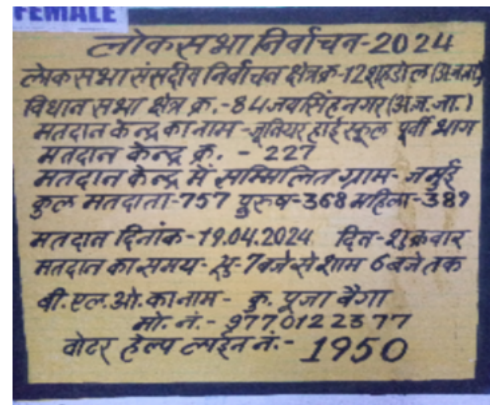 FEMALE
लोकसभा निर्वाचन-2024
लोकसभा संसदीय निर्वाचन क्षेत्र क्र.-12 शहडोल (अ.ज.जा.)
विधान सभा क्षेत्र क्र.-84 जयसिंहनगर (अ.ज.जा.)
मतदान केन्द्र का नाम-जूनियर हाई स्कूल पूर्वी भाग
मतदान केन्द्र क्र. - 227
मतदान केन्द्र में सम्मिलित ग्राम- जमुई
कुल मतदाता-757 पुरुष-368 महिला-389
मतदान दिनांक-19.04.2024 दिन-शुक्रवार
मतदान का समय-सु-7 बजे से शाम 6 बजे तक
बी.एल.ओ. का नाम- कु. पूजा बैगा
मो. नं.- 9770122377
वोटर हेल्प लाईन नं.- 1950